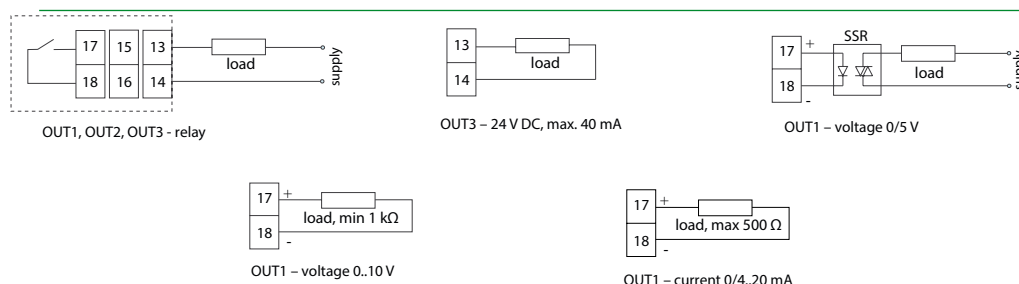 17 15 13
18 16 14
load
supply
OUT1, OUT2, OUT3 - relay
13
14
load
OUT3 – 24 V DC, max. 40 mA
SSR
17 +
18 -
load
supply
OUT1 – voltage 0/5 V
17 +
18 -
load, min 1 kΩ
OUT1 – voltage 0..10 V
17 +
18 -
load, max 500 Ω
OUT1 – current 0/4..20 mA